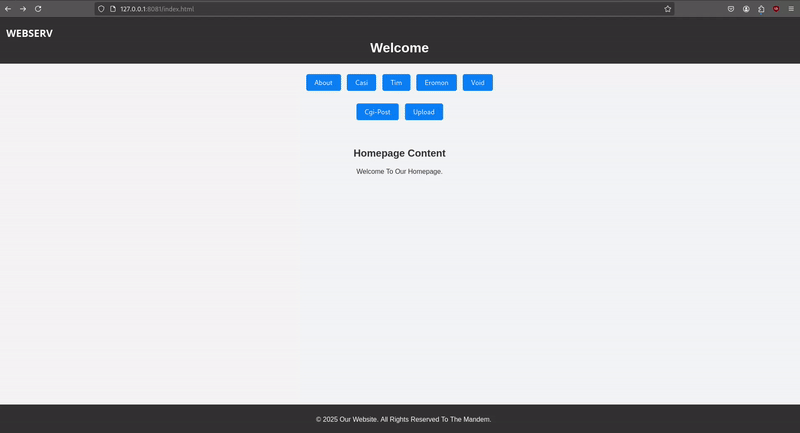 127.0.0.1:8081/index.html
WEBSERV
Welcome
About Casi Tim Eromon Void
Cgi-Post Upload
Homepage Content
Welcome To Our Homepage.
© 2025 Our Website. All Rights Reserved To The Mandem.